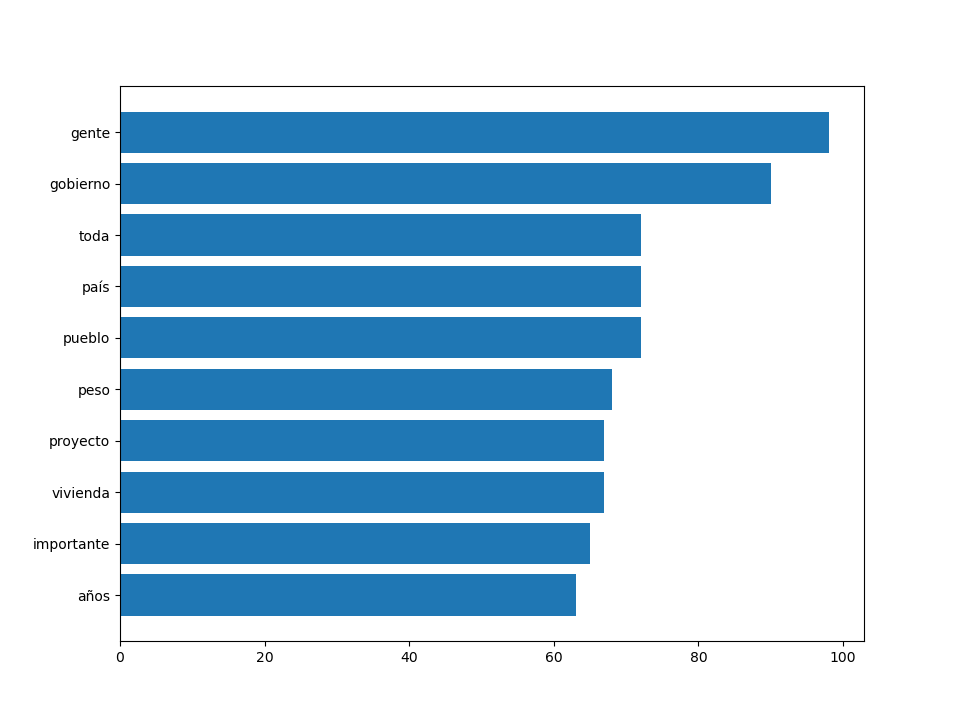 gente
gobierno
toda
país
pueblo
peso
proyecto
vivienda
importante
años
0 20 40 60 80 100